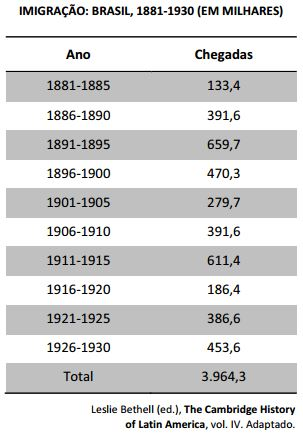 IMIGRAÇÃO: BRASIL, 1881-1930 (EM MILHARES)
Ano Chegadas
1881-1885 133,4
1886-1890 391,6
1891-1895 659,7
1896-1900 470,3
1901-1905 279,7
1906-1910 391,6
1911-1915 611,4
1916-1920 186,4
1921-1925 386,6
1926-1930 453,6
Total 3.964,3
Leslie Bethell (ed.), The Cambridge History
of Latin America, vol. IV. Adaptado.